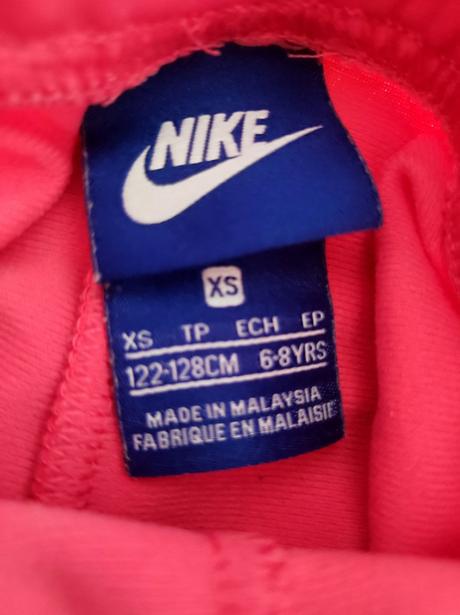 NIKE
XS
XS TP ECH EP
122-128CM 6-8YRS
MADE IN MALAYSIA
FABRIQUE EN MALAISIE